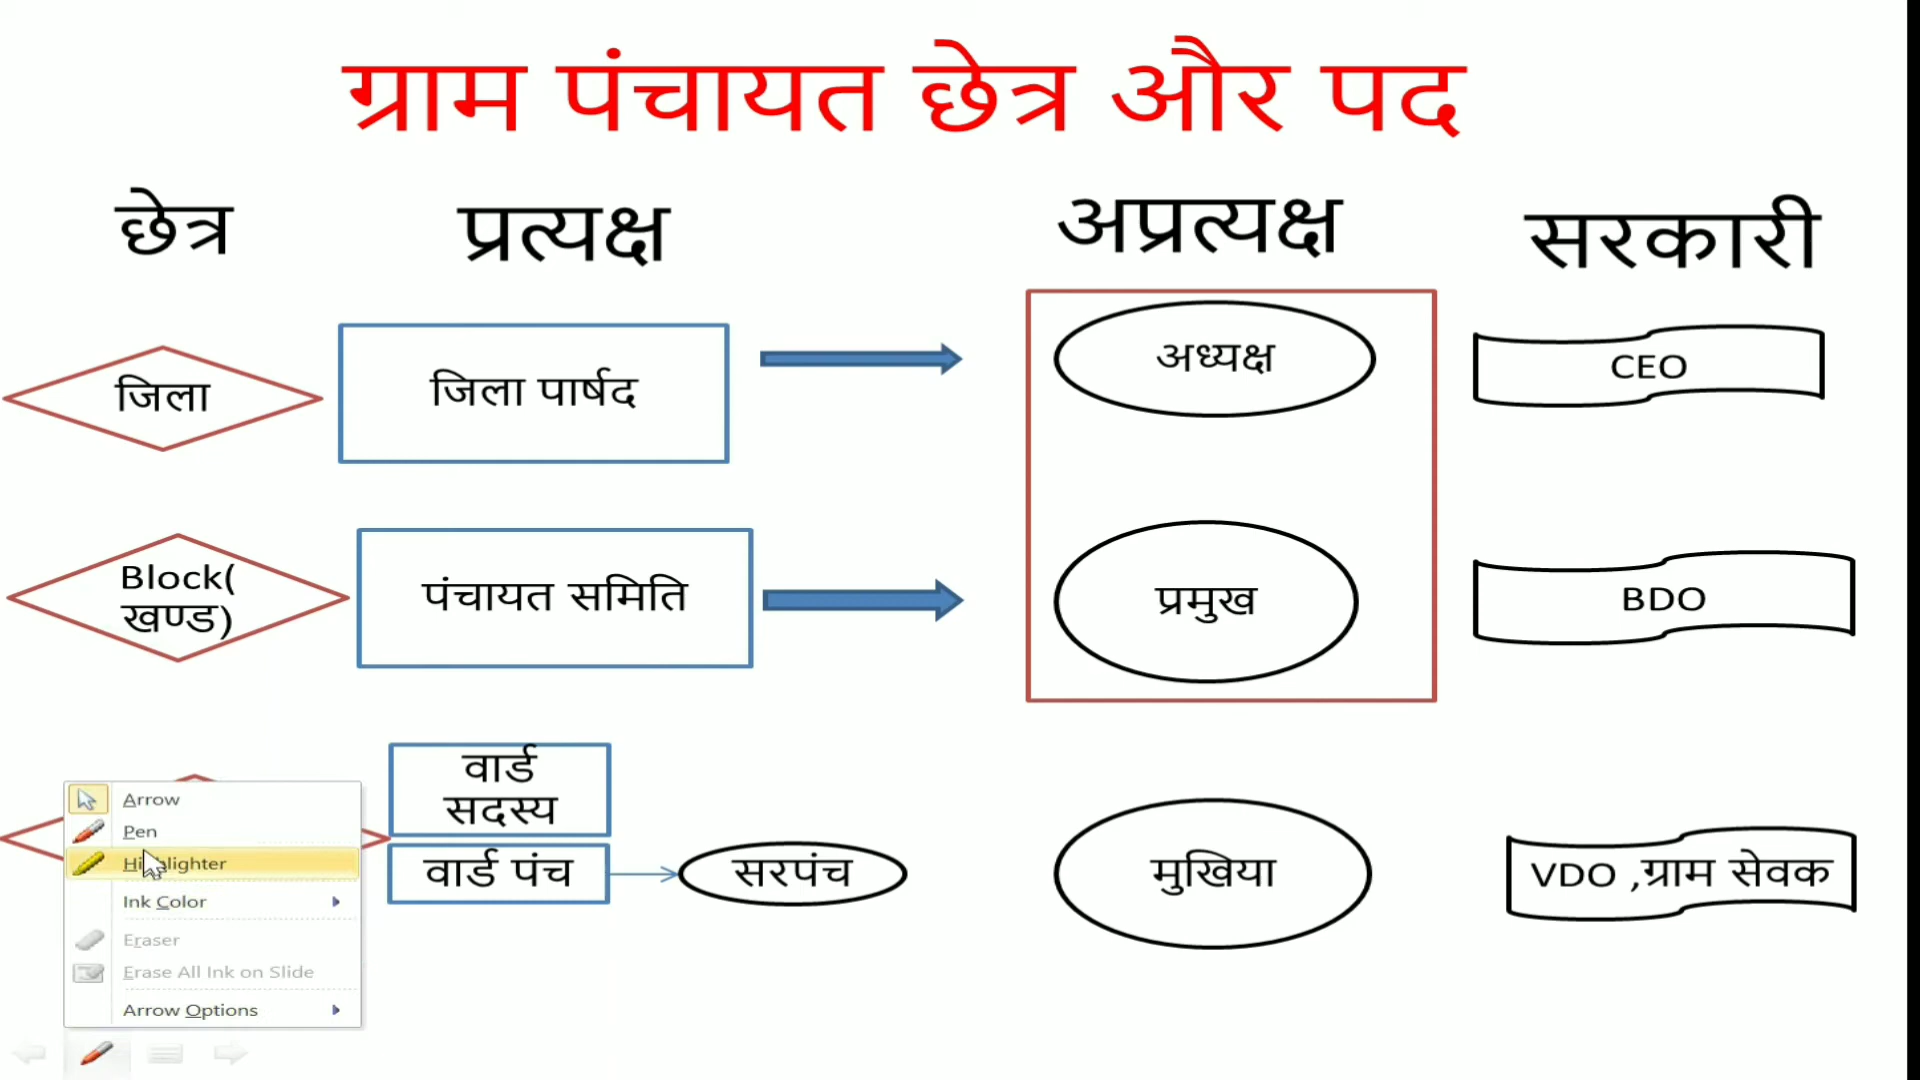 ग्राम पंचायत छेत्र और पद
छेत्र
प्रत्यक्ष
अप्रत्यक्ष
सरकारी
जिला
जिला पार्षद
अध्यक्ष
CEO
Block(
खण्ड)
पंचायत समिति
प्रमुख
BDO
वार्ड
सदस्य
वार्ड पंच
सरपंच
मुखिया
VDO ,ग्राम सेवक
Arrow
Pen
Highlighter
Ink Color
Eraser
Erase All Ink on Slide
Arrow Options